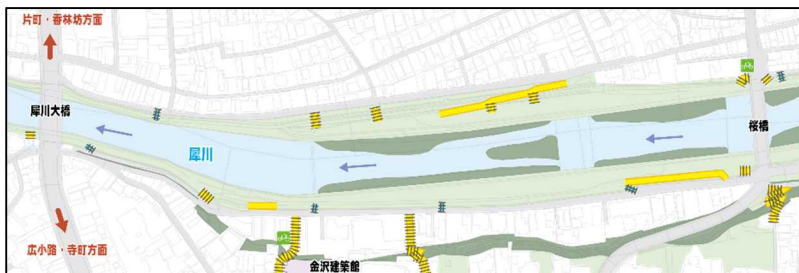 片町・香林坊方面
犀川大橋
犀川
桜橋
広小路・寺町方面
金沢建築館